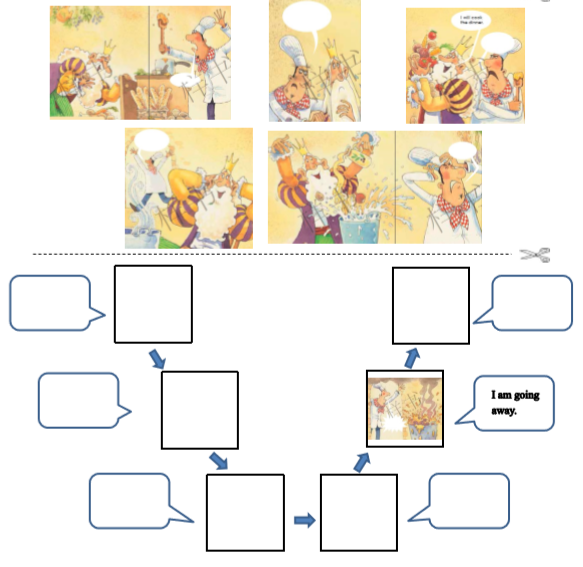 I will cook
the dinner.
I am going
away.